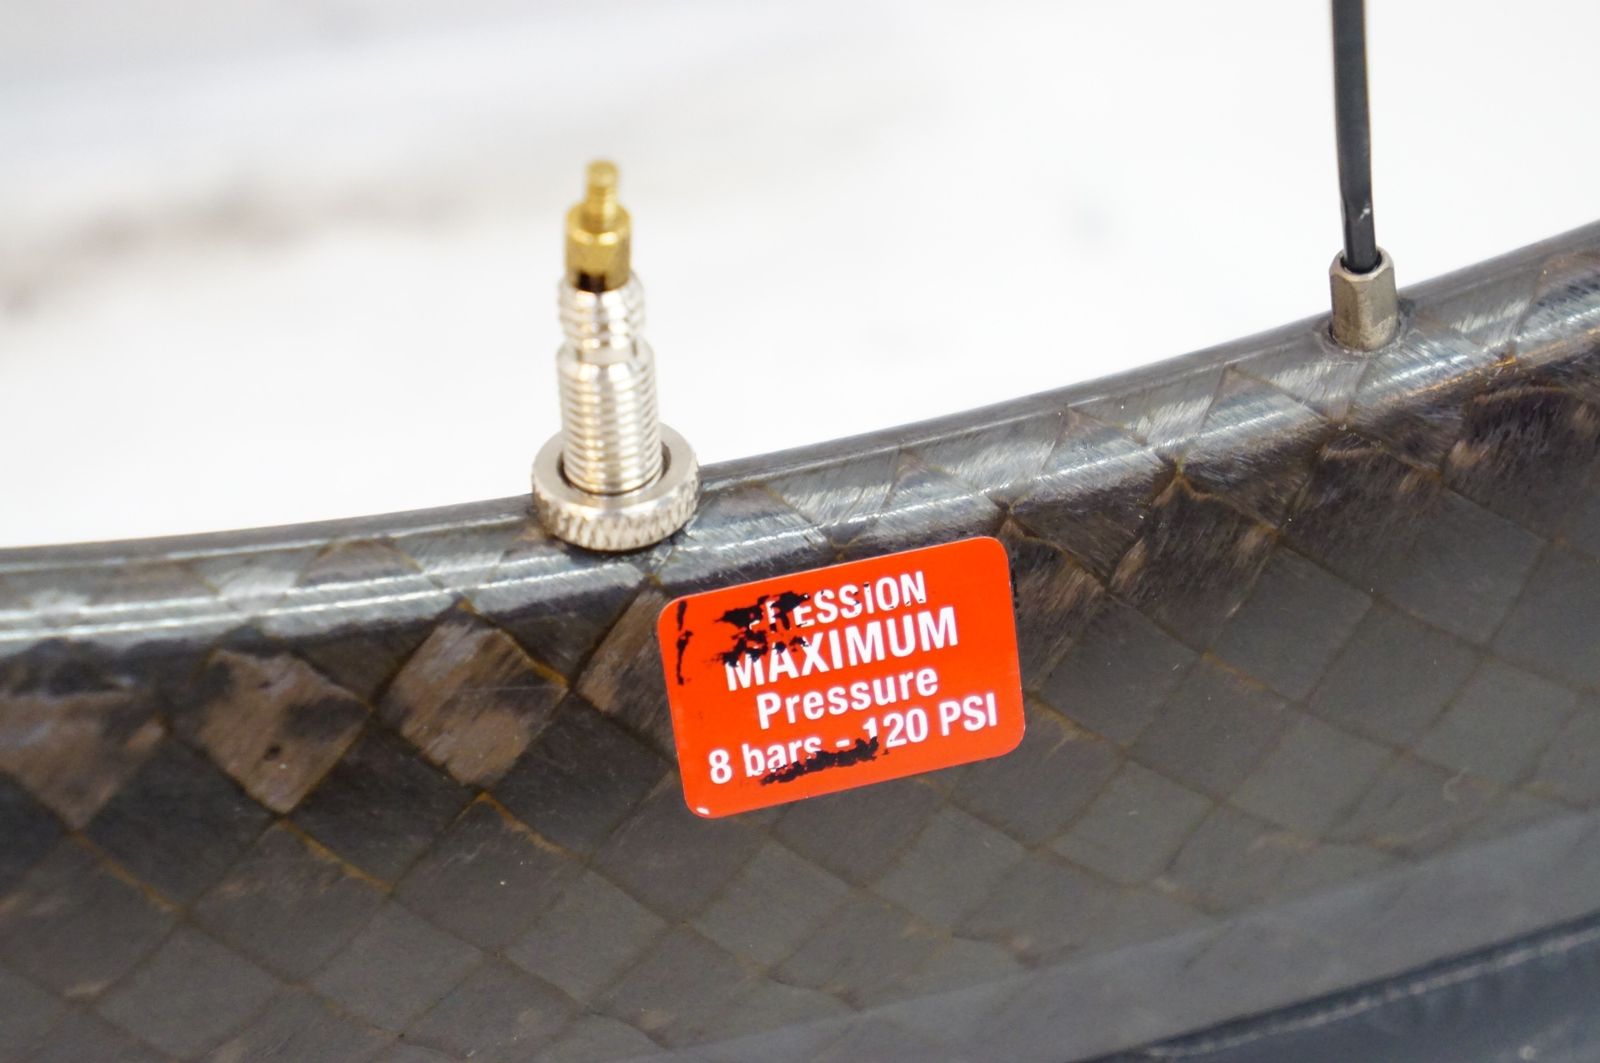 PRESSION
MAXIMUM
Pressure
8 bars - 120 PSI